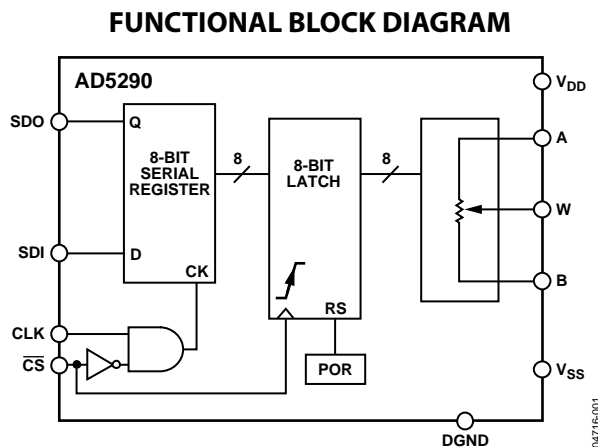 FUNCTIONAL BLOCK DIAGRAM
AD5290
VDD
SDO
Q
8-BIT
SERIAL
REGISTER
8
8-BIT
LATCH
8
A
W
SDI
D
B
CK
RS
CLK
CS
POR
VSS
DGND
04716-001